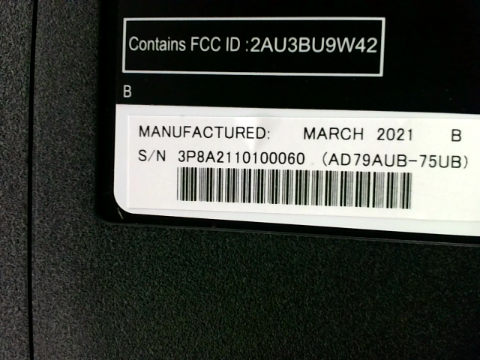 Contains FCC ID :2AU3BU9W42
B
MANUFACTURED: MARCH 2021 B
S/N 3P8A2110100060 (AD79AUB-75UB)